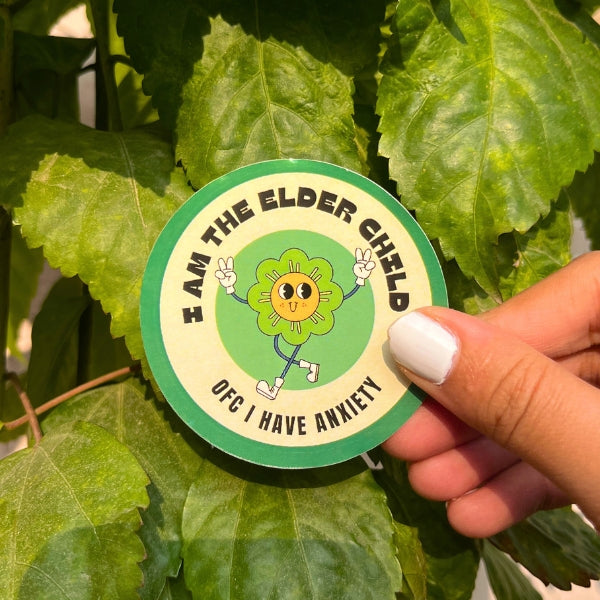 I AM THE ELDER CHILD
OFC I HAVE ANXIETY